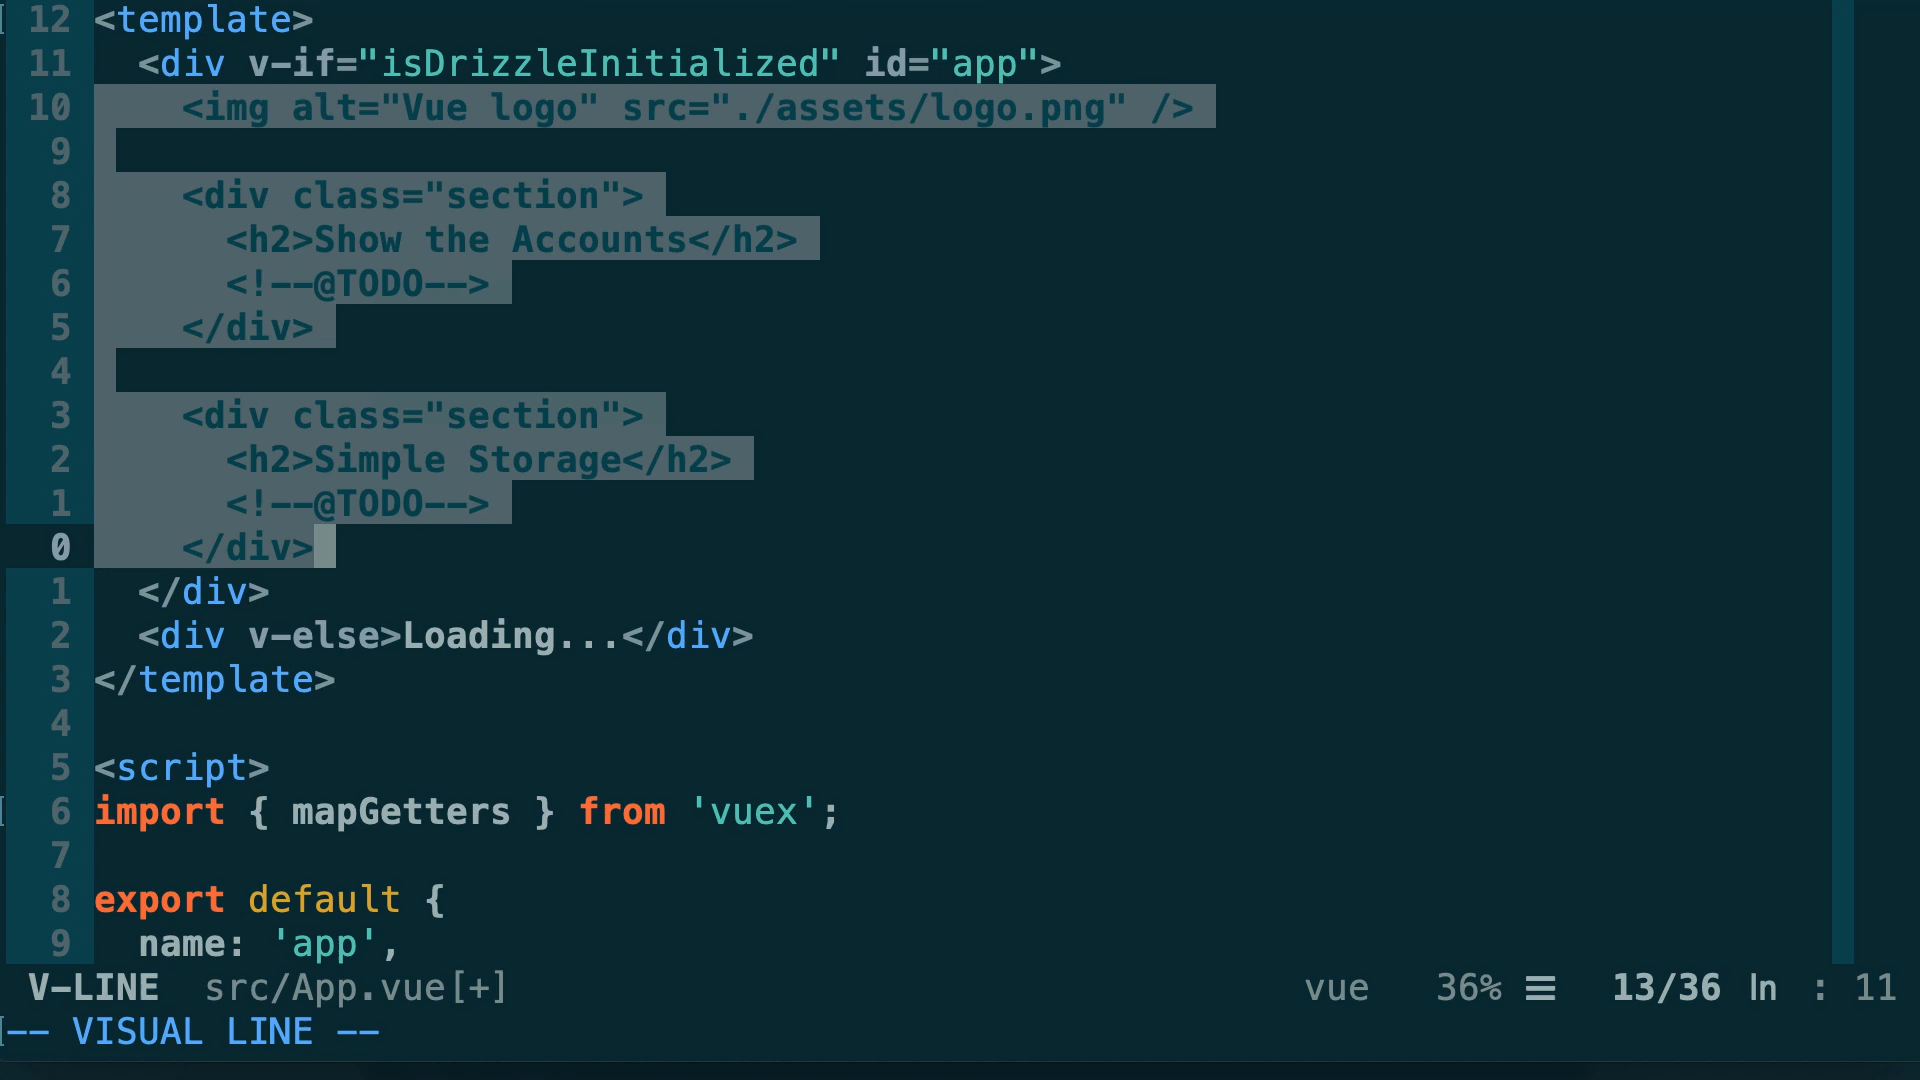 12 <template>
11   <div v-if="isDrizzleInitialized" id="app">
10     <img alt="Vue logo" src="./assets/logo.png" />
9
8     <div class="section">
7       <h2>Show the Accounts</h2>
6       <!--@TODO-->
5     </div>
4
3     <div class="section">
2       <h2>Simple Storage</h2>
1       <!--@TODO-->
0     </div>
1   </div>
2   <div v-else>Loading...</div>
3 </template>
4
5 <script>
6 import { mapGetters } from 'vuex';
7
8 export default {
9   name: 'app',
V-LINE src/App.vue[+] vue 36% ☰ 13/36 ln : 11
-- VISUAL LINE --